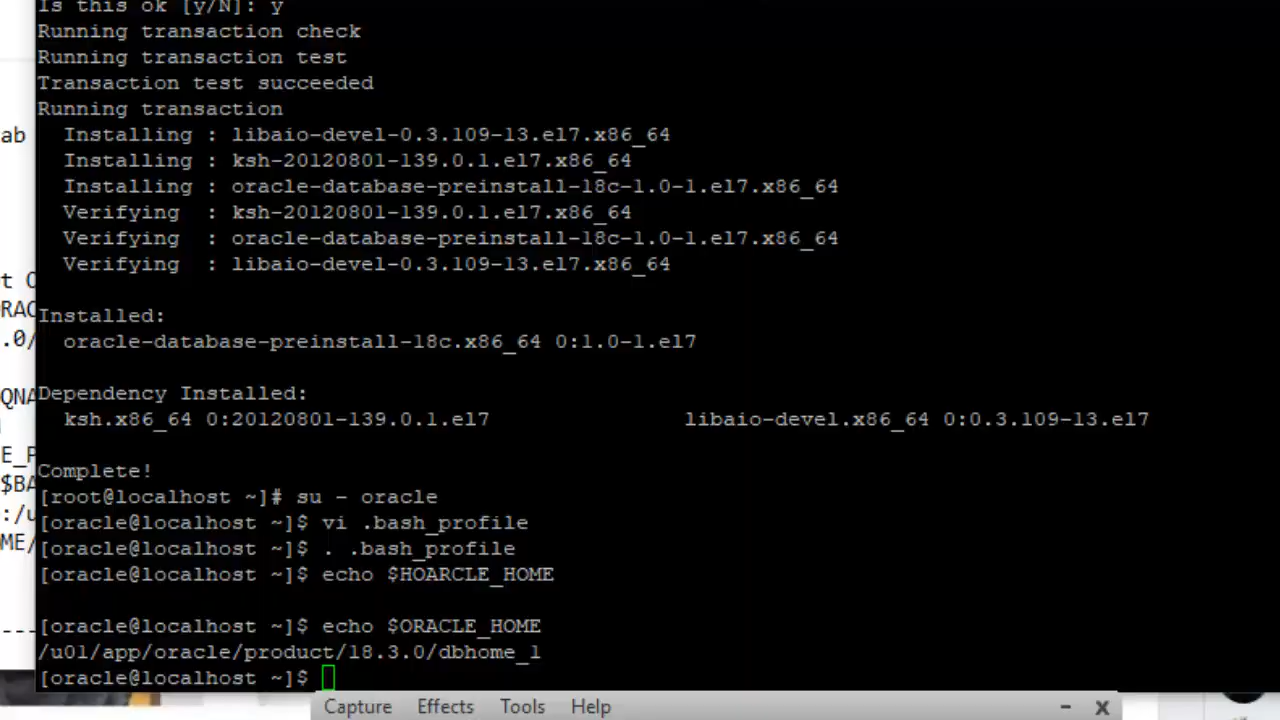 Is this ok [y/N]: y
Running transaction check
Running transaction test
Transaction test succeeded
Running transaction
Installing : libaio-devel-0.3.109-13.el7.x86_64
Installing : ksh-20120801-139.0.1.el7.x86_64
Installing : oracle-database-preinstall-18c-1.0-1.el7.x86_64
Verifying : ksh-20120801-139.0.1.el7.x86_64
Verifying : oracle-database-preinstall-18c-1.0-1.el7.x86_64
Verifying : libaio-devel-0.3.109-13.el7.x86_64
Installed:
oracle-database-preinstall-18c.x86_64 0:1.0-1.el7
Dependency Installed:
ksh.x86_64 0:20120801-139.0.1.el7 libaio-devel.x86_64 0:0.3.109-13.el7
Complete!
[root@localhost ~]# su - oracle
[oracle@localhost ~]$ vi .bash_profile
[oracle@localhost ~]$ . .bash_profile
[oracle@localhost ~]$ echo $HOARCLE_HOME
[oracle@localhost ~]$ echo $ORACLE_HOME
/u01/app/oracle/product/18.3.0/dbhome_1
[oracle@localhost ~]$
Capture Effects Tools Help
ab
t
.0/
$BA
:/u
ME/
---